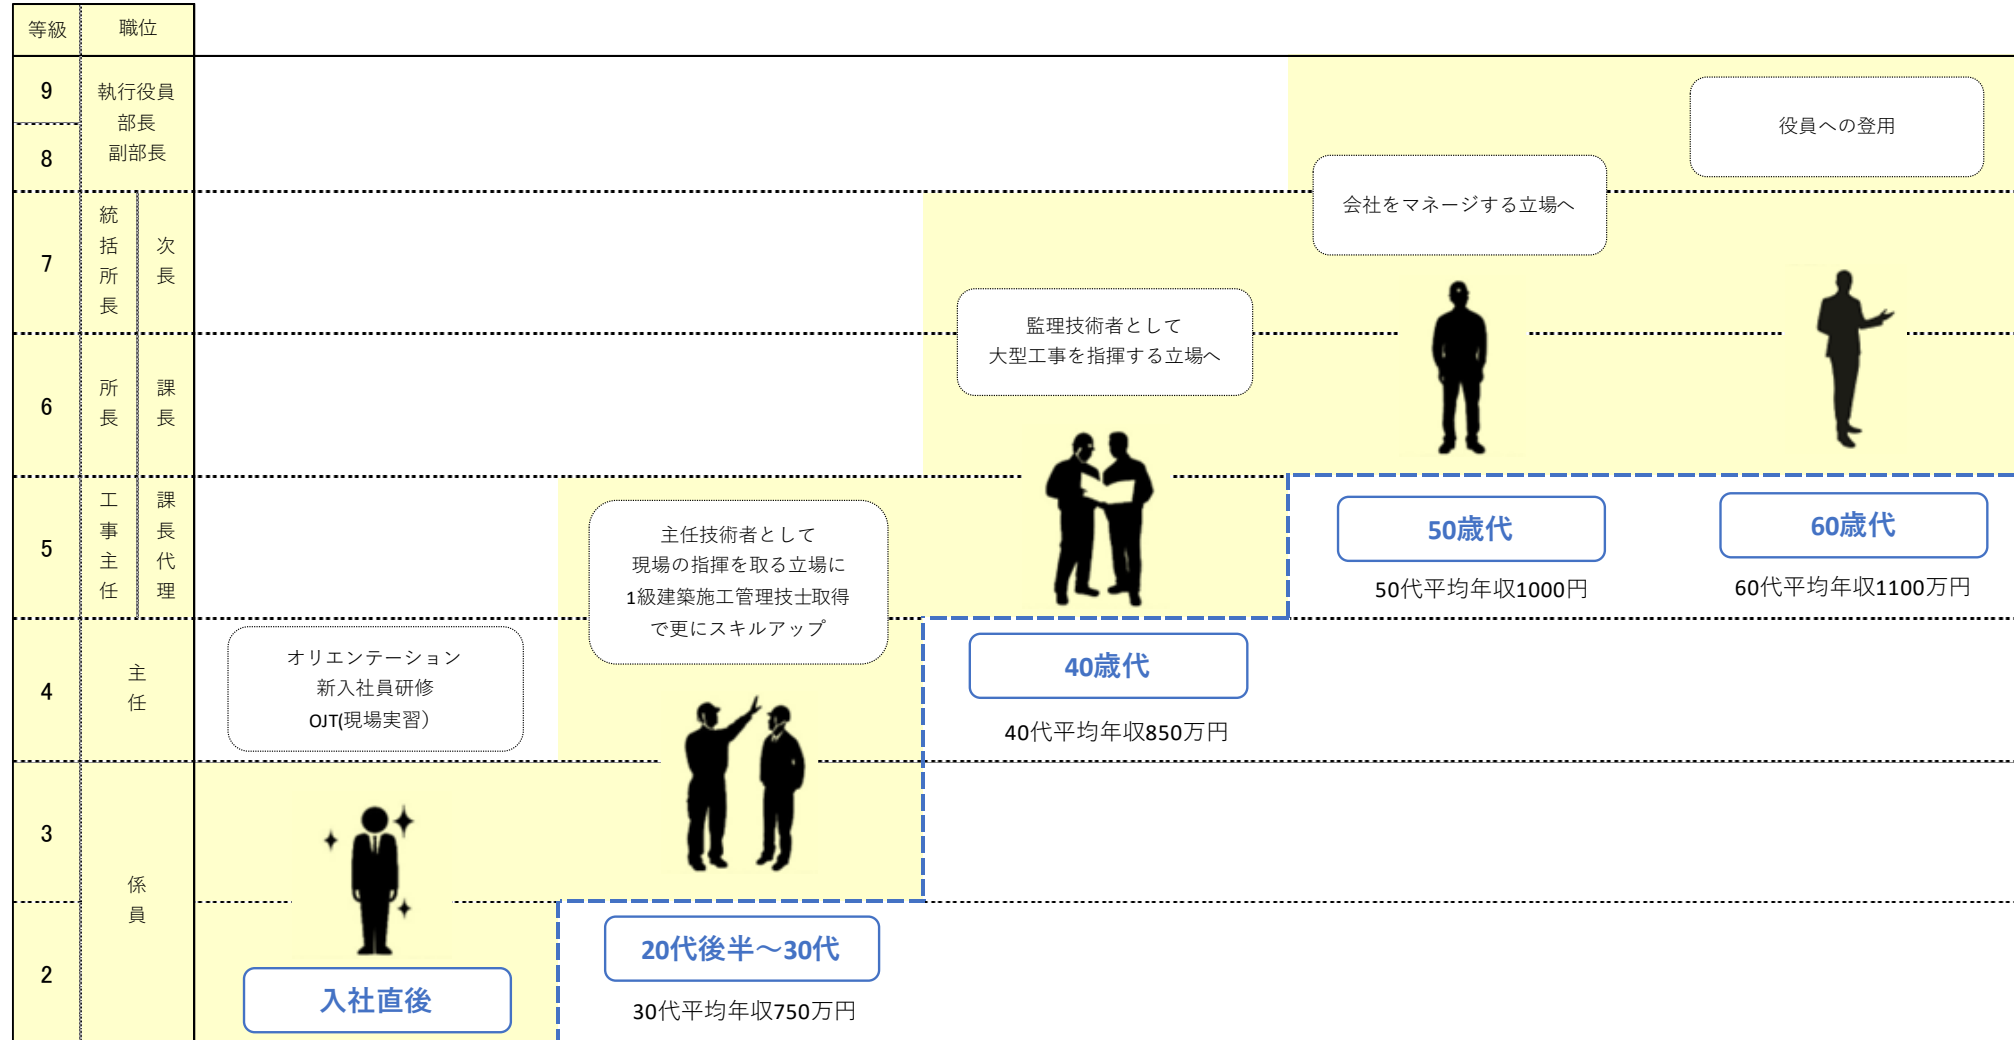 等級
職位
9
執行役員
部長
副部長
役員への登用
8
会社をマネージする立場へ
7
統括所長
次長
監理技術者として
大型工事を指揮する立場へ
6
所長
課長
5
工事主任
課長代理
主任技術者として
現場の指揮を取る立場に
1級建築施工管理技士取得
で更にスキルアップ
50歳代
50代平均年収1000円
60歳代
60代平均年収1100万円
4
主任
オリエンテーション
新入社員研修
OJT(現場実習）
40歳代
40代平均年収850万円
3
係員
2
入社直後
20代後半～30代
30代平均年収750万円